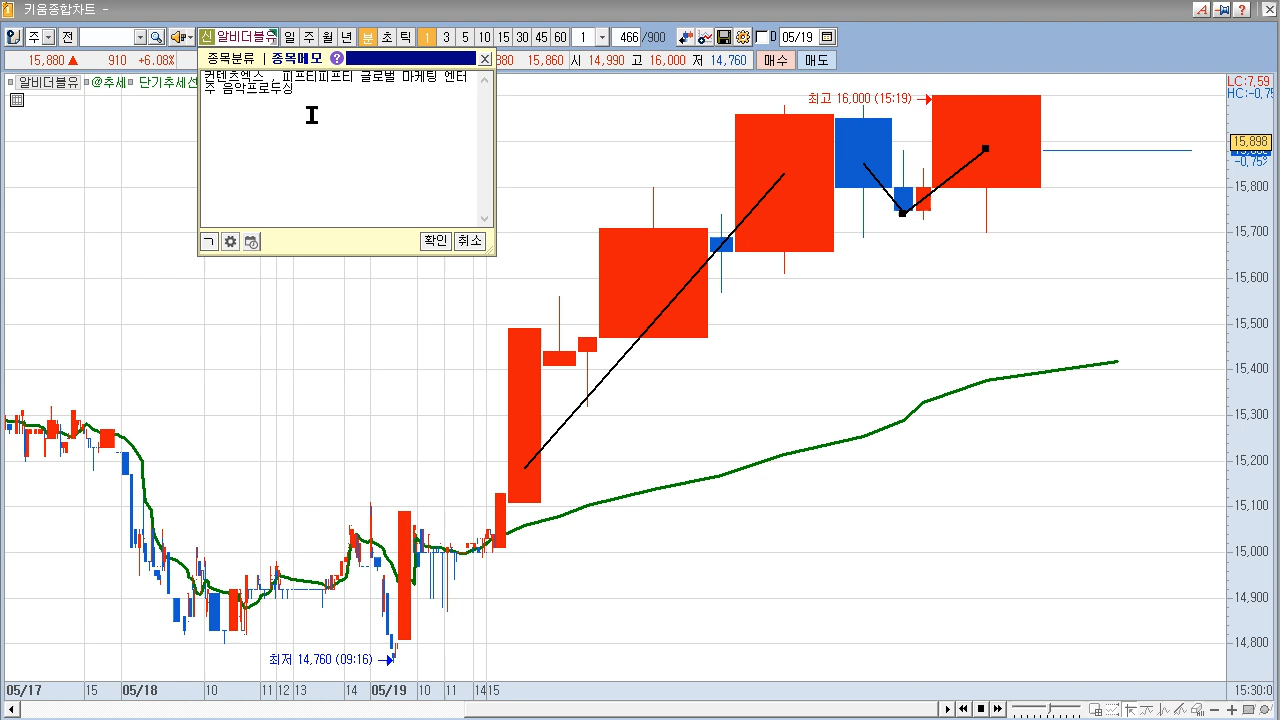 키움종합차트 -
주 전 신 알비더블유 일 주 월 년 분 초 틱 1 3 5 10 15 30 45 60 1 466 /900 D 05/19
15,880 ▲ 910 +6.08% 880 15,860 시 14,990 고 16,000 저 14,760 매수 매도
종목분류 | 종목메모 ?
컨텐츠엑스 , 피프티피프티 글로벌 마케팅 엔터
즈 음악프로듀싱
확인 취소
알비더블유 @추세 단기추세선
LC:7,59
HC:-0,75
최고 16,000 (15:19)
15,898
-0,75
15,800
15,700
15,600
15,500
15,400
15,300
15,200
15,100
15,000
14,900
14,800
최저 14,760 (09:16)
05/17 15 05/18 10 11 12 13 14 05/19 10 11 14 15 15:30:0